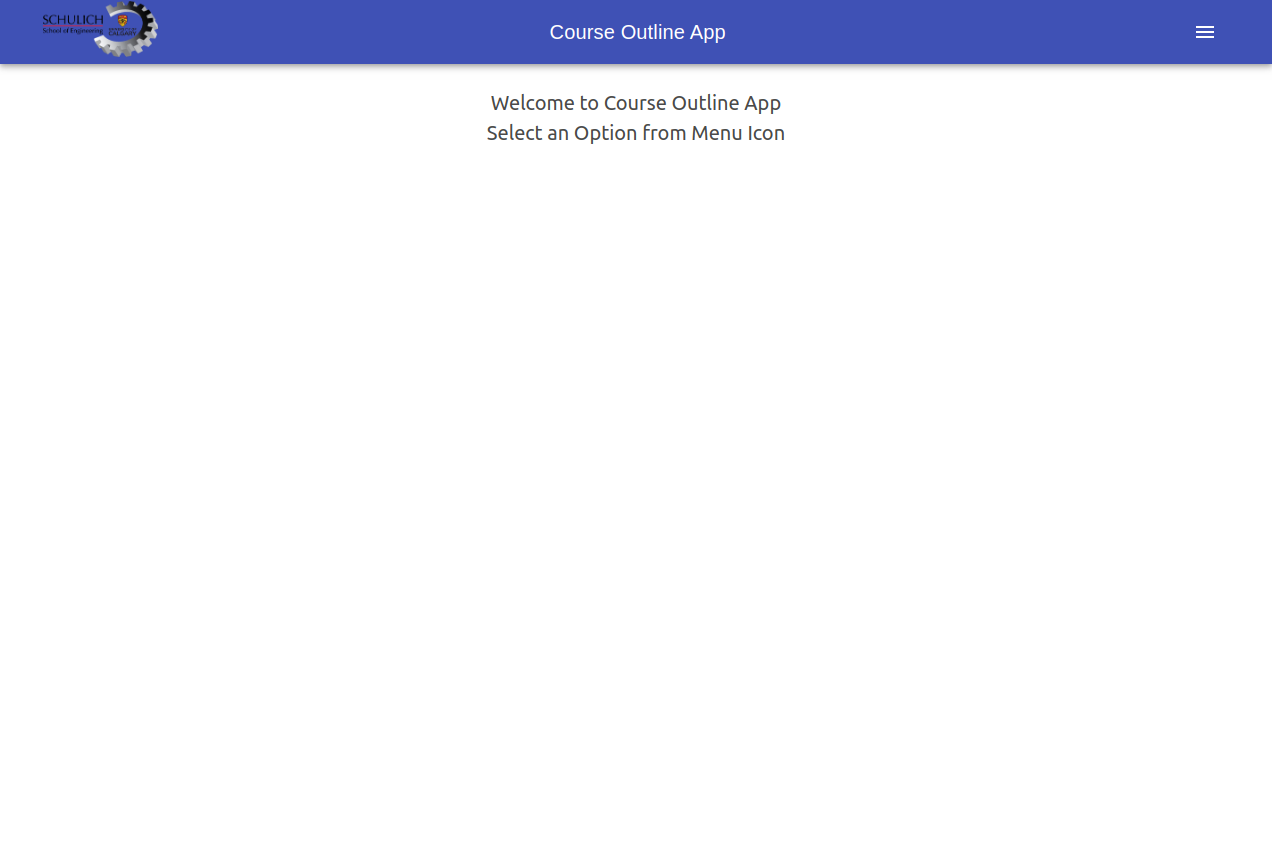 SCHULICH
School of Engineering
UNIVERSITY OF
CALGARY
Course Outline App
Welcome to Course Outline App
Select an Option from Menu Icon